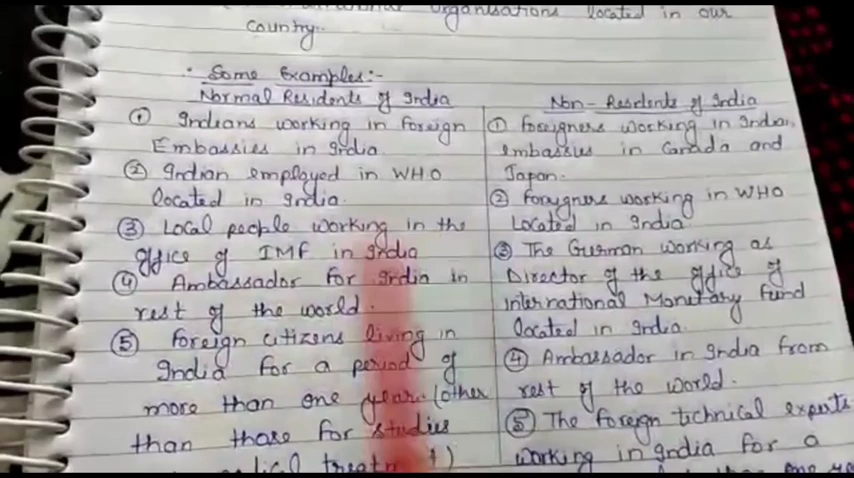 organisations located in our
country.
Some Examples:-
Normal Residents of India
① Indians working in foreign
Embassies in India
② Indian employed in WHO
located in India.
③ Local people working in the
office of IMF in India
④ Ambassador for India in
rest of the world.
⑤ Foreign citizens living in
India for a period of
more than one year (other
than those for studies
Non-Residents of India
① Foreigners working in Indian
embassies in Canada and
Japan.
② Foreigners working in WHO
Located in India
③ The German working as
Director of the office of
international Monetary fund
located in India.
④ Ambassador in India from
rest of the world.
⑤ The foreign technical experts
working in India for a